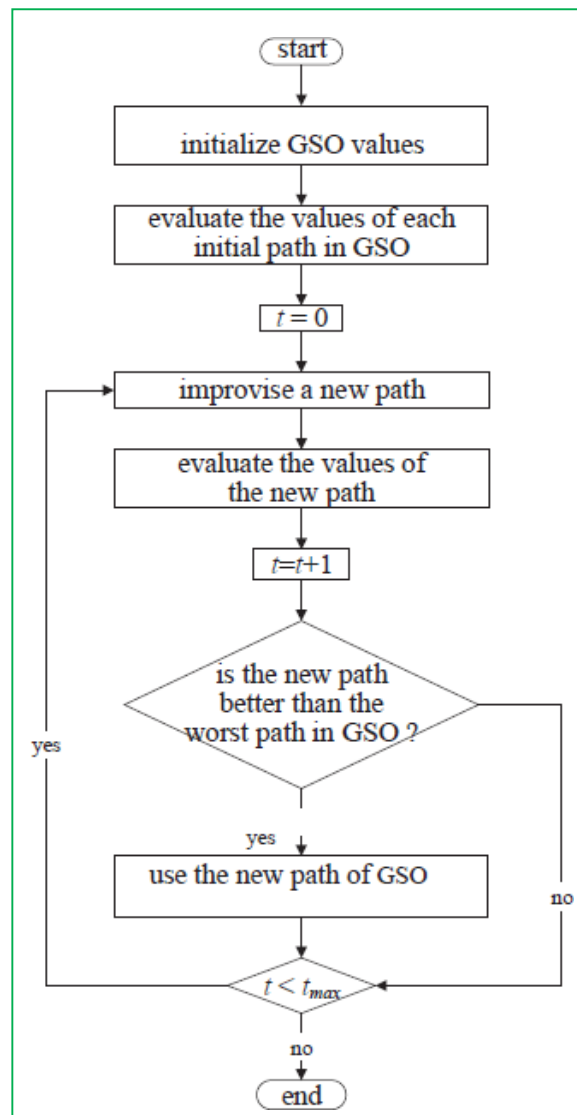 start
initialize GSO values
evaluate the values of each
initial path in GSO
t = 0
improvise a new path
evaluate the values of
the new path
t=t+1
is the new path
better than the
worst path in GSO ?
yes
yes
use the new path of GSO
no
t < tmax
no
end